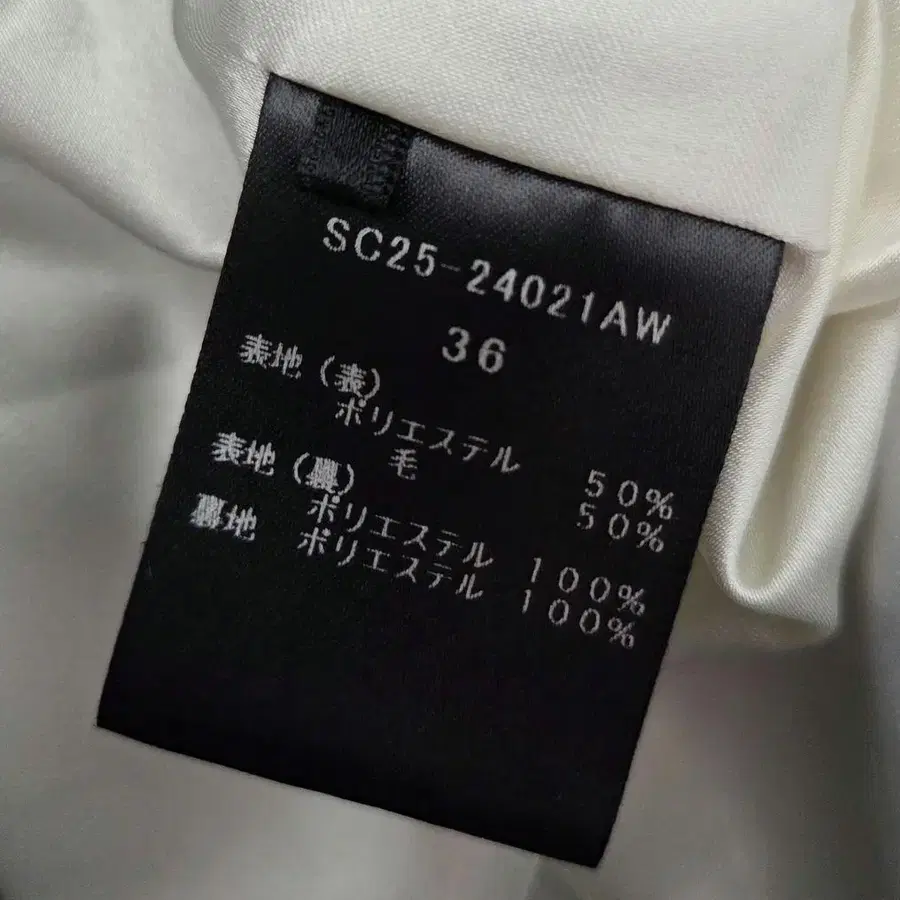 SC25-24021AW
36
表地(表)
ポリエステル 50%
毛 50%
表地(裏)
ポリエステル 100%
裏地 ポリエステル 100%